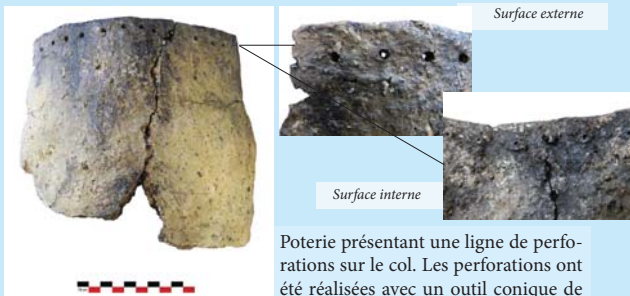 Surface externe
Surface interne
Poterie présentant une ligne de perfo-
rations sur le col. Les perforations ont
été réalisées avec un outil conique de